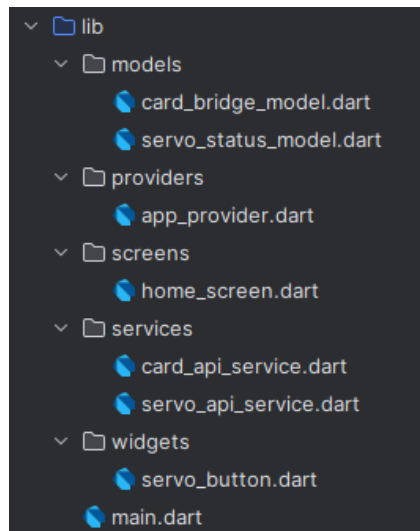 lib
models
card_bridge_model.dart
servo_status_model.dart
providers
app_provider.dart
screens
home_screen.dart
services
card_api_service.dart
servo_api_service.dart
widgets
servo_button.dart
main.dart